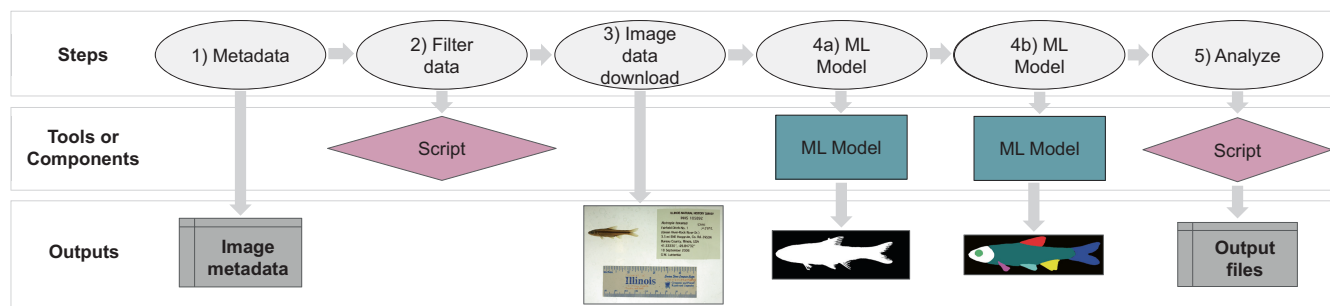 Steps
1) Metadata
2) Filter
data
3) Image
data
download
4a) ML
Model
4b) ML
Model
5) Analyze
Tools or
Components
Script
ML Model
ML Model
Script
Outputs
Image
metadata
Illinois
Output
files